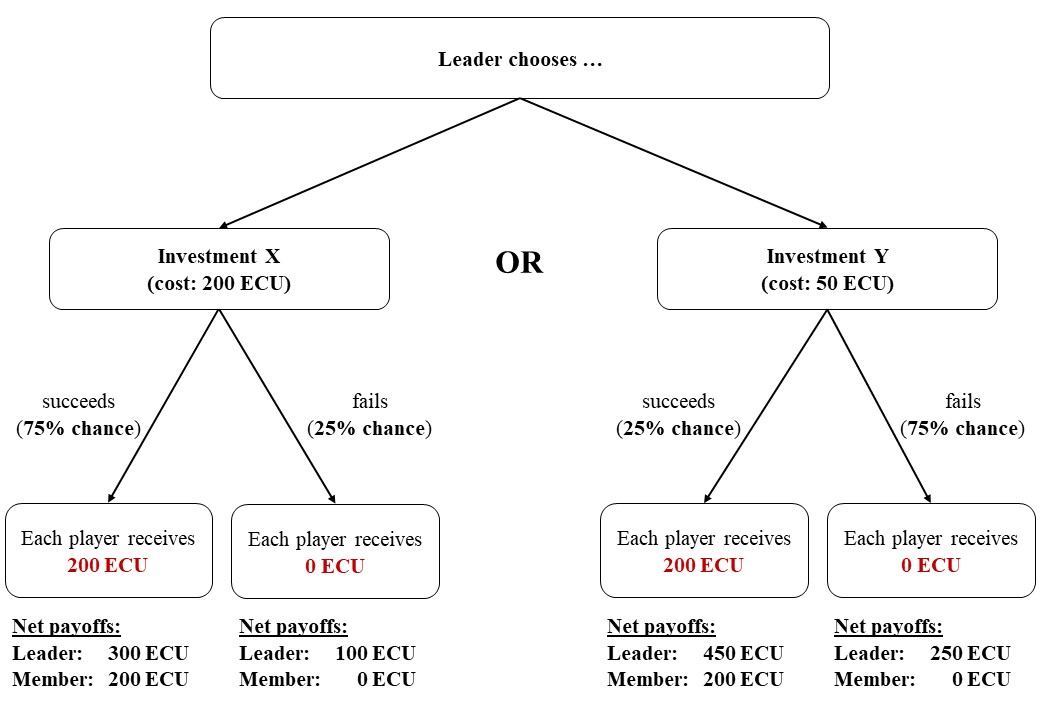 Leader chooses …
Investment X
(cost: 200 ECU)
OR
Investment Y
(cost: 50 ECU)
succeeds
(75% chance)
fails
(25% chance)
succeeds
(25% chance)
fails
(75% chance)
Each player receives
200 ECU
Each player receives
0 ECU
Each player receives
200 ECU
Each player receives
0 ECU
Net payoffs:
Leader: 300 ECU
Member: 200 ECU
Net payoffs:
Leader: 100 ECU
Member: 0 ECU
Net payoffs:
Leader: 450 ECU
Member: 200 ECU
Net payoffs:
Leader: 250 ECU
Member: 0 ECU